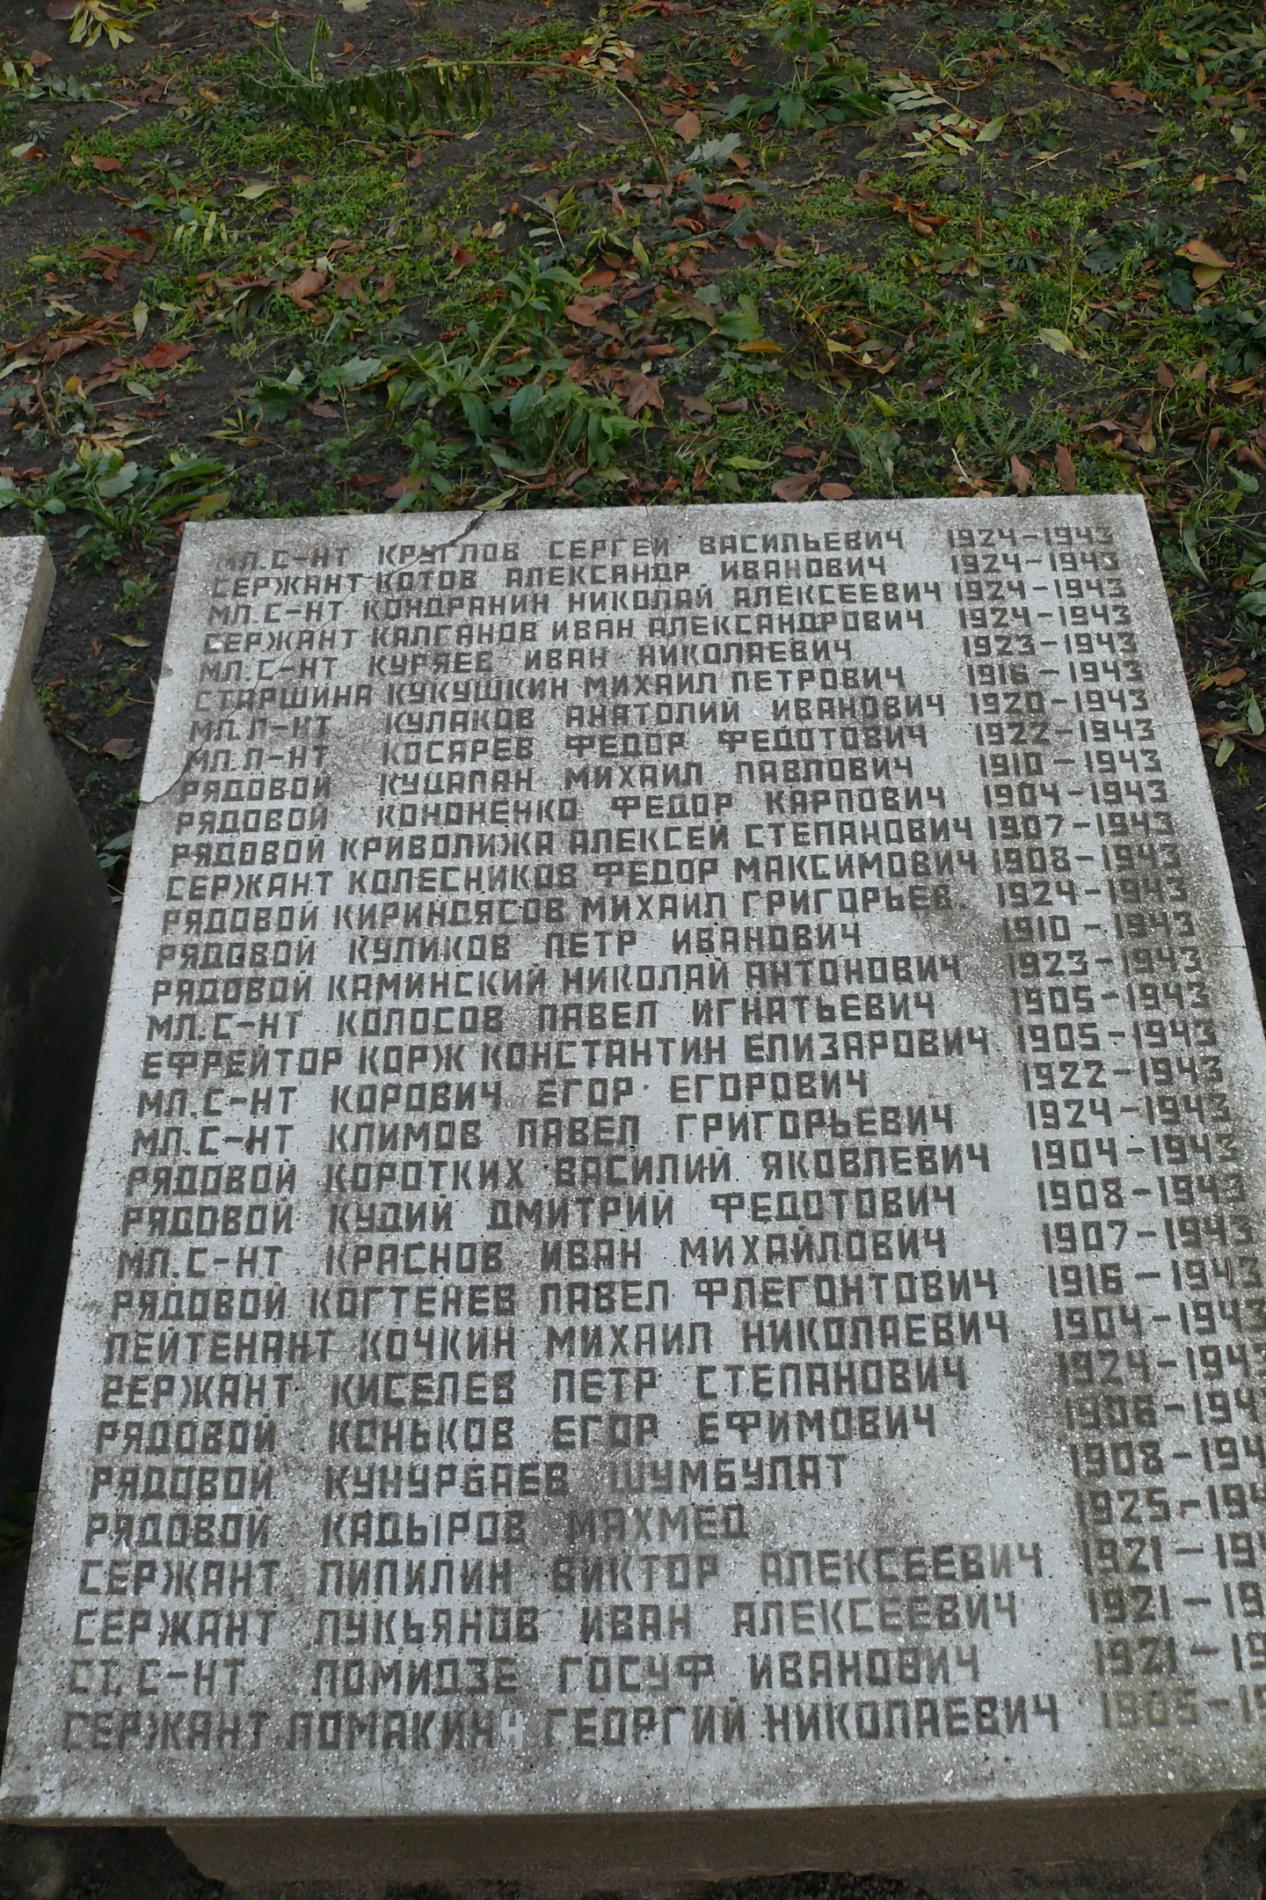 МЛ. С-НТ КРУГЛОВ СЕРГЕЙ ВАСИЛЬЕВИЧ 1924-1943
СЕРЖАНТ КОТОВ АЛЕКСАНДР ИВАНОВИЧ 1924-1943
МЛ. С-НТ КОНДРАНИН НИКОЛАЙ АЛЕКСЕЕВИЧ 1924-1943
СЕРЖАНТ КАЛГАНОВ ИВАН АЛЕКСАНДРОВИЧ 1924-1943
МЛ. С-НТ КУРЯЕВ ИВАН НИКОЛАЕВИЧ 1923-1943
СТАРШИНА КУКУШКИН МИХАИЛ ПЕТРОВИЧ 1916-1943
МЛ. Л-НТ КУЛАКОВ АНАТОЛИЙ ИВАНОВИЧ 1920-1943
МЛ. Л-НТ КОСАРЕВ ФЕДОР ФЕДОТОВИЧ 1922-1943
РЯДОВОЙ КУЦАПАН МИХАИЛ ПАВЛОВИЧ 1910-1943
РЯДОВОЙ КОНОНЕНКО ФЕДОР КАРПОВИЧ 1904-1943
РЯДОВОЙ КРИВОЛИЖА АЛЕКСЕЙ СТЕПАНОВИЧ 1907-1943
СЕРЖАНТ КОЛЕСНИКОВ ФЕДОР МАКСИМОВИЧ 1908-1943
РЯДОВОЙ КИРИНДЯСОВ МИХАИЛ ГРИГОРЬЕВ. 1924-1943
РЯДОВОЙ КУЛИКОВ ПЕТР ИВАНОВИЧ 1910-1943
РЯДОВОЙ КАМИНСКИЙ НИКОЛАЙ АНТОНОВИЧ 1923-1943
МЛ. С-НТ КОЛОСОВ ПАВЕЛ ИГНАТЬЕВИЧ 1905-1943
ЕФРЕЙТОР КОРЖ КОНСТАНТИН ЕЛИЗАРОВИЧ 1905-1943
МЛ. С-НТ КОРОВИЧ ЕГОР ЕГОРОВИЧ 1922-1943
МЛ. С-НТ КЛИМОВ ПАВЕЛ ГРИГОРЬЕВИЧ 1924-1943
РЯДОВОЙ КОРОТКИХ ВАСИЛИЙ ЯКОВЛЕВИЧ 1904-1943
РЯДОВОЙ КУДИЙ ДМИТРИЙ ФЕДОТОВИЧ 1908-1943
МЛ. С-НТ КРАСНОВ ИВАН МИХАЙЛОВИЧ 1907-1943
РЯДОВОЙ КОГТЕНЕВ ПАВЕЛ ФЛЕГОНТОВИЧ 1916-1943
ЛЕЙТЕНАНТ КОЧКИН МИХАИЛ НИКОЛАЕВИЧ 1904-1943
СЕРЖАНТ КИСЕЛЕВ ПЕТР СТЕПАНОВИЧ 1924-1943
РЯДОВОЙ КОНЬКОВ ЕГОР ЕФИМОВИЧ 1906-194
РЯДОВОЙ КУНУРБАЕВ ШУМБУЛАТ 1908-194
РЯДОВОЙ КАДЫРОВ МАХМЕД 1925-194
СЕРЖАНТ ЛИПИЛИН ВИКТОР АЛЕКСЕЕВИЧ 1921-194
СЕРЖАНТ ЛУКЬЯНОВ ИВАН АЛЕКСЕЕВИЧ 1921-19
СТ. С-НТ ЛОМИДЗЕ ГОСУФ ИВАНОВИЧ 1921-19
СЕРЖАНТ ЛОМАКИН ГЕОРГИЙ НИКОЛАЕВИЧ 1905-1